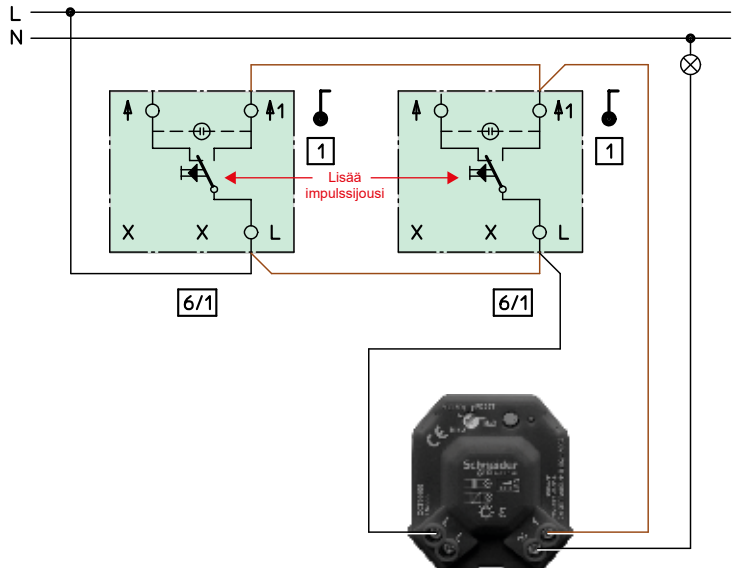 L
N
1
1
1
1
Lisää
impulssijousi
X X L
X X L
6/1
6/1
CE
Schneider